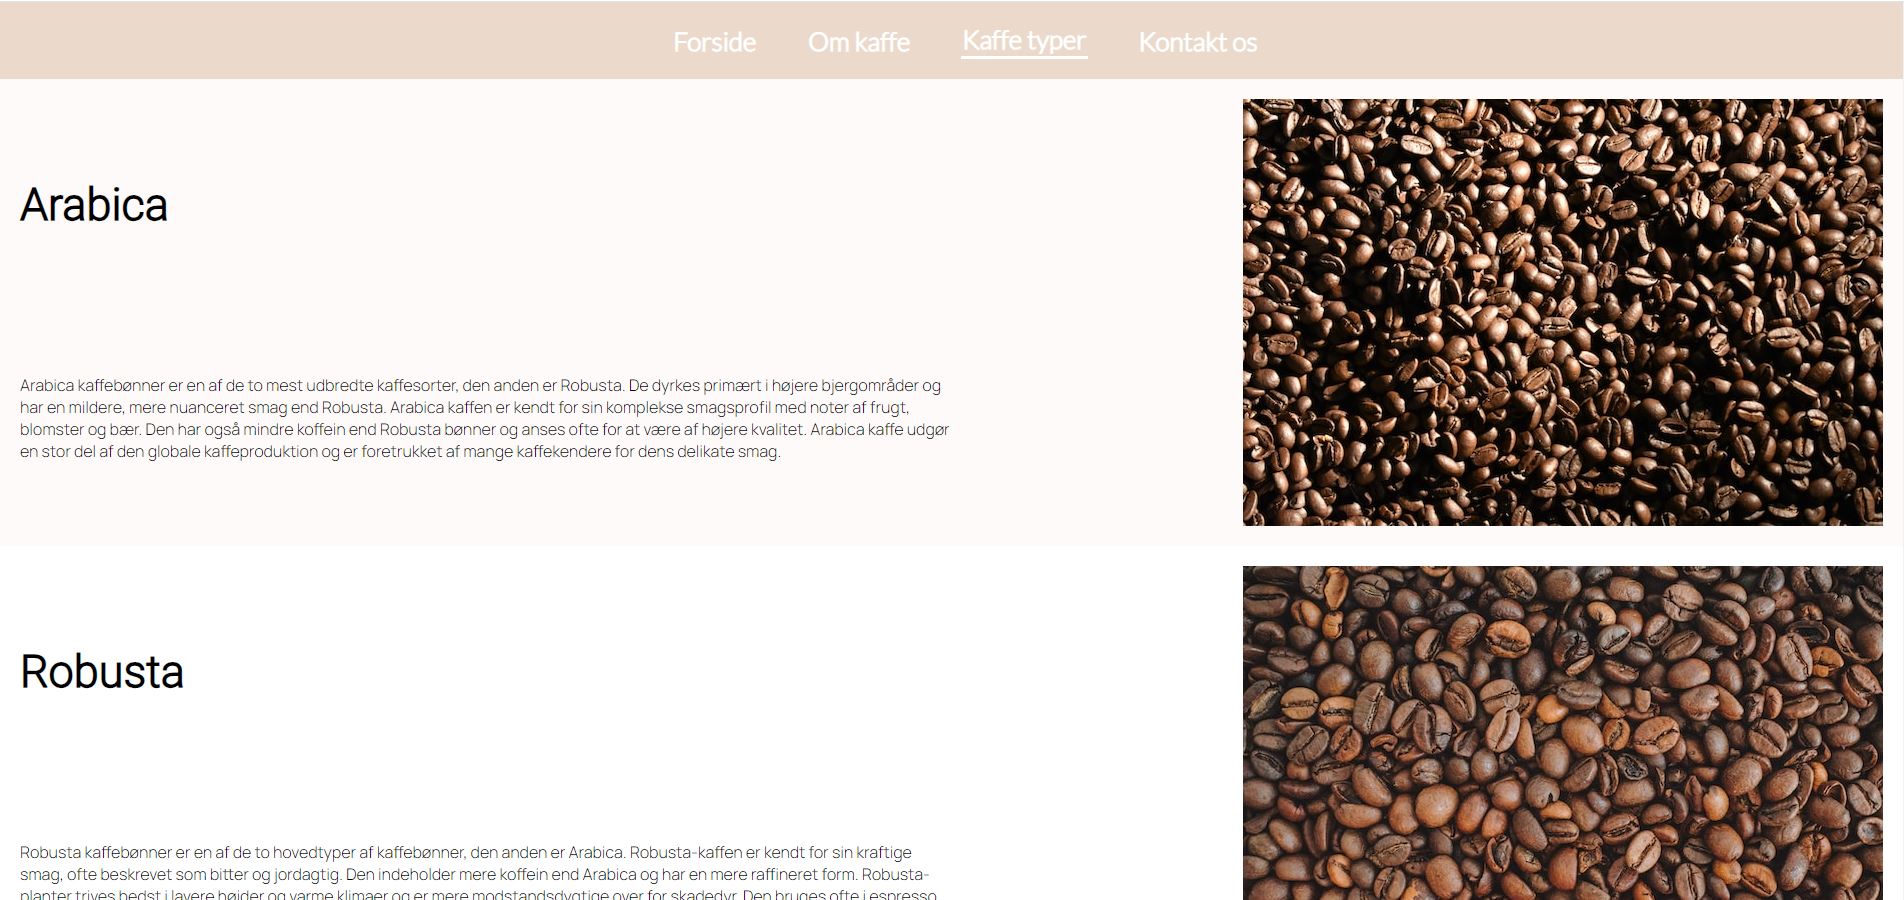 Forside Om kaffe Kaffe typer Kontakt os
Arabica
Arabica kaffebønner er en af de to mest udbredte kaffesorter, den anden er Robusta. De dyrkes primært i højere bjergområder og
har en mildere, mere nuanceret smag end Robusta. Arabica kaffen er kendt for sin komplekse smagsprofil med noter af frugt,
blomster og bær. Den har også mindre koffein end Robusta bønner og anses ofte for at være af højere kvalitet. Arabica kaffe udgør
en stor del af den globale kaffeproduktion og er foretrukket af mange kaffekendere for dens delikate smag.
Robusta
Robusta kaffebønner er en af de to hovedtyper af kaffebønner, den anden er Arabica. Robusta-kaffen er kendt for sin kraftige
smag, ofte beskrevet som bitter og jordagtig. Den indeholder mere koffein end Arabica og har en mere raffineret form. Robusta-
planter trives bedst i lavere højder og varme klimaer og er mere modstandsdygtige over for skadedyr. Den bruges ofte i espresso